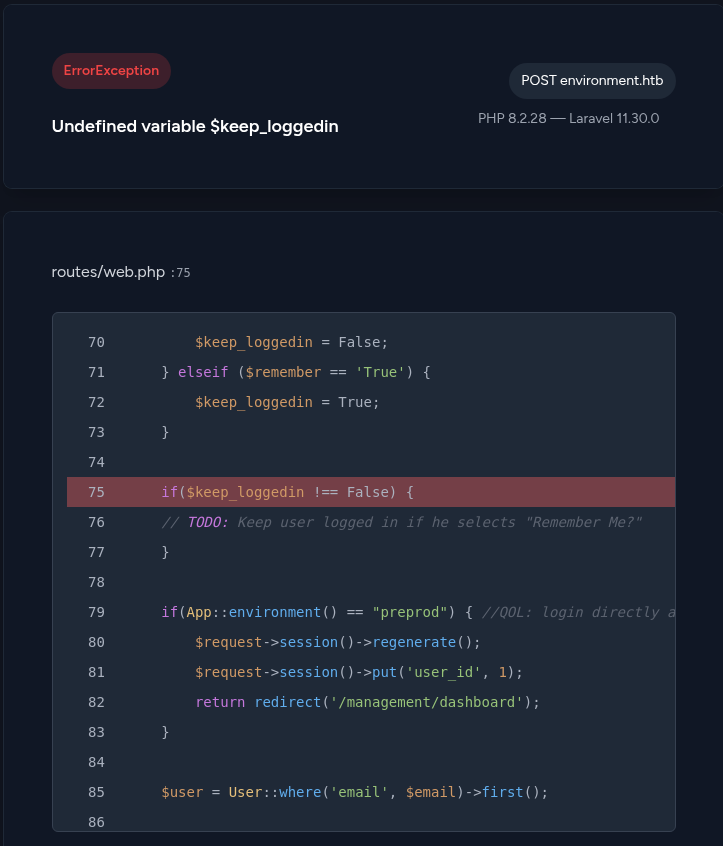 ErrorException
POST environment.htb
Undefined variable $keep_loggedin
PHP 8.2.28 — Laravel 11.30.0
routes/web.php :75
70 $keep_loggedin = False;
71 } elseif ($remember == 'True') {
72 $keep_loggedin = True;
73 }
74
75 if($keep_loggedin !== False) {
76 // TODO: Keep user logged in if he selects "Remember Me?"
77 }
78
79 if(App::environment() == "preprod") { //QOL: login directly a
80 $request->session()->regenerate();
81 $request->session()->put('user_id', 1);
82 return redirect('/management/dashboard');
83 }
84
85 $user = User::where('email', $email)->first();
86